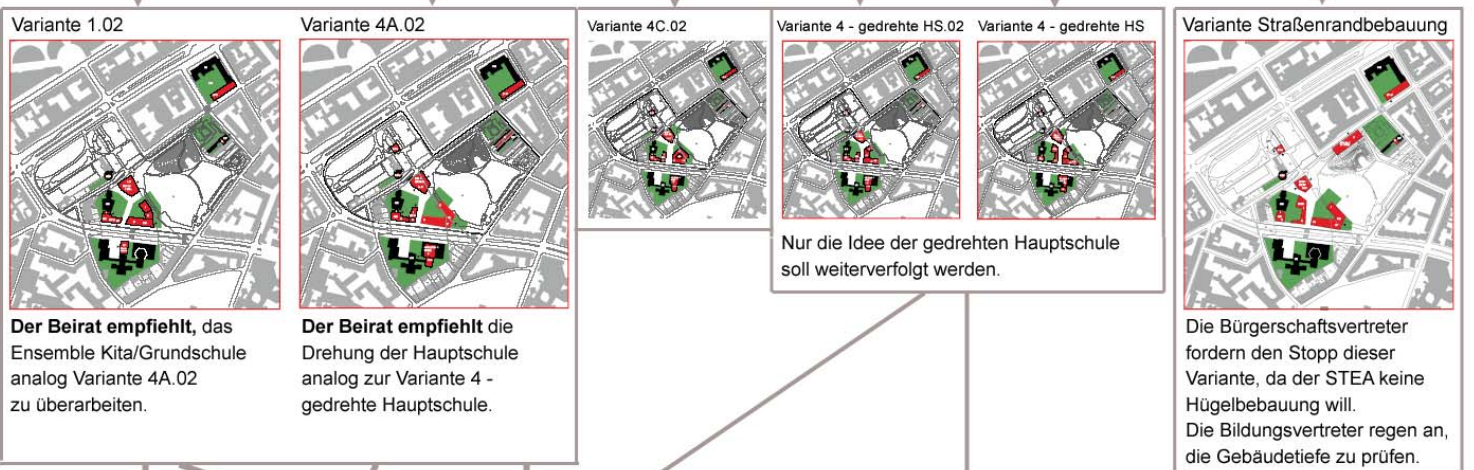 Variante 1.02
Der Beirat empfiehlt, das
Ensemble Kita/Grundschule
analog Variante 4A.02
zu überarbeiten.
Variante 4A.02
Der Beirat empfiehlt die
Drehung der Hauptschule
analog zur Variante 4 -
gedrehte Hauptschule.
Variante 4C.02
Variante 4 - gedrehte HS.02
Variante 4 - gedrehte HS
Nur die Idee der gedrehten Hauptschule
soll weiterverfolgt werden.
Variante Straßenrandbebauung
Die Bürgerschaftsvertreter
fordern den Stopp dieser
Variante, da der STEA keine
Hügelbebauung will.
Die Bildungsvertreter regen an,
die Gebäudetiefe zu prüfen.